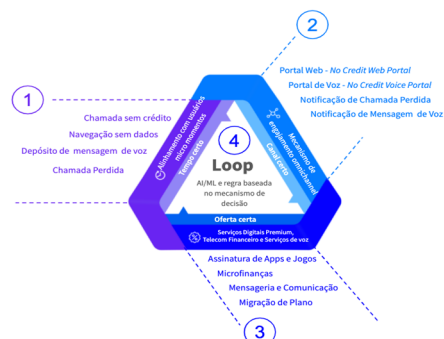 2
Portal Web - No Credit Web Portal
Portal de Voz - No Credit Voice Portal
Notificação de Chamada Perdida
Notificação de Mensagem de Voz
1
Chamada sem crédito
Navegação sem dados
Depósito de mensagem de voz
Chamada Perdida
Alinhamento com usuários
micro momentos
Tempo certo
Mecanismo de
engajamento omnichannel
Canal certo
4
Loop
AI/ML e regra baseada
no mecanismo de
decisão
Oferta certa
Serviços Digitais Premium,
Telecom Financeiro e Serviços de voz
Assinatura de Apps e Jogos
Microfinanças
Mensageria e Comunicação
Migração de Plano
3